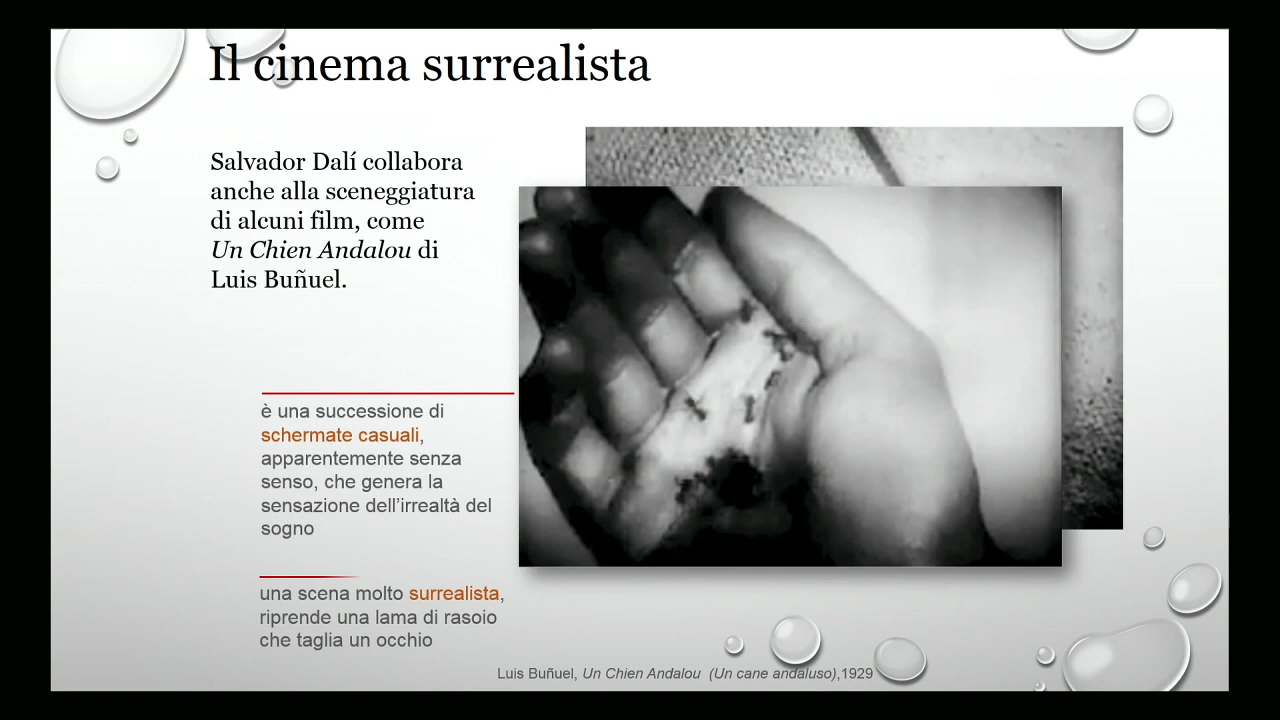 Il cinema surrealista
Salvador Dalí collabora
anche alla sceneggiatura
di alcuni film, come
Un Chien Andalou di
Luis Buñuel.
è una successione di
schermate casuali,
apparentemente senza
senso, che genera la
sensazione dell’irrealtà del
sogno
una scena molto surrealista,
riprende una lama di rasoio
che taglia un occhio
Luis Buñuel, Un Chien Andalou (Un cane andaluso),1929